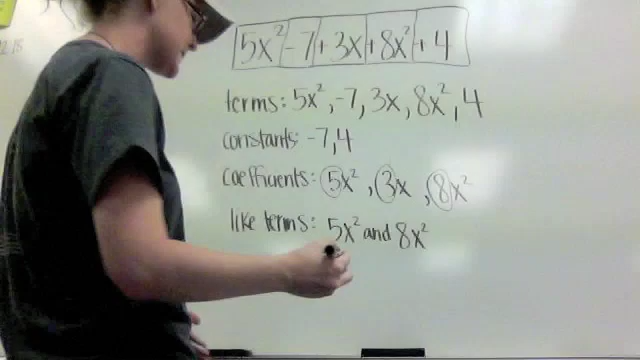 5x² - 7 + 3x + 8x² + 4
terms: 5x², -7, 3x, 8x², 4
constants: -7, 4
coefficients: 5x², 3x, 8x²
like terms: 5x² and 8x²